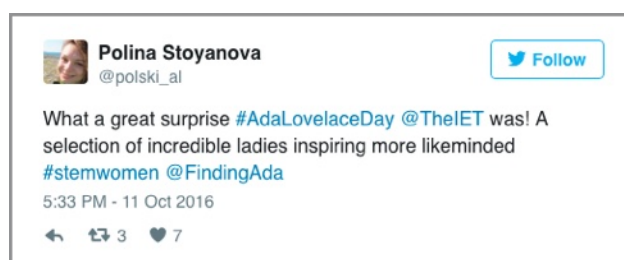 Polina Stoyanova
@polski_al
Follow
What a great surprise #AdaLovelaceDay @TheIET was! A
selection of incredible ladies inspiring more likeminded
#stemwomen @FindingAda
5:33 PM - 11 Oct 2016
3 7